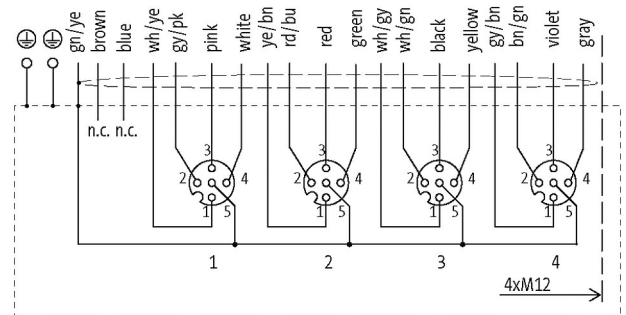 gn/ye brown blue wh/ye gy/pk pink white ye/bn rd/bu red green wh/gy wh/gn black yellow gy/bn bn/gn violet gray
n.c. n.c.
3 3 3 3
2 4 2 4 2 4 2 4
1 5 1 5 1 5 1 5
1 2 3 4
4xM12